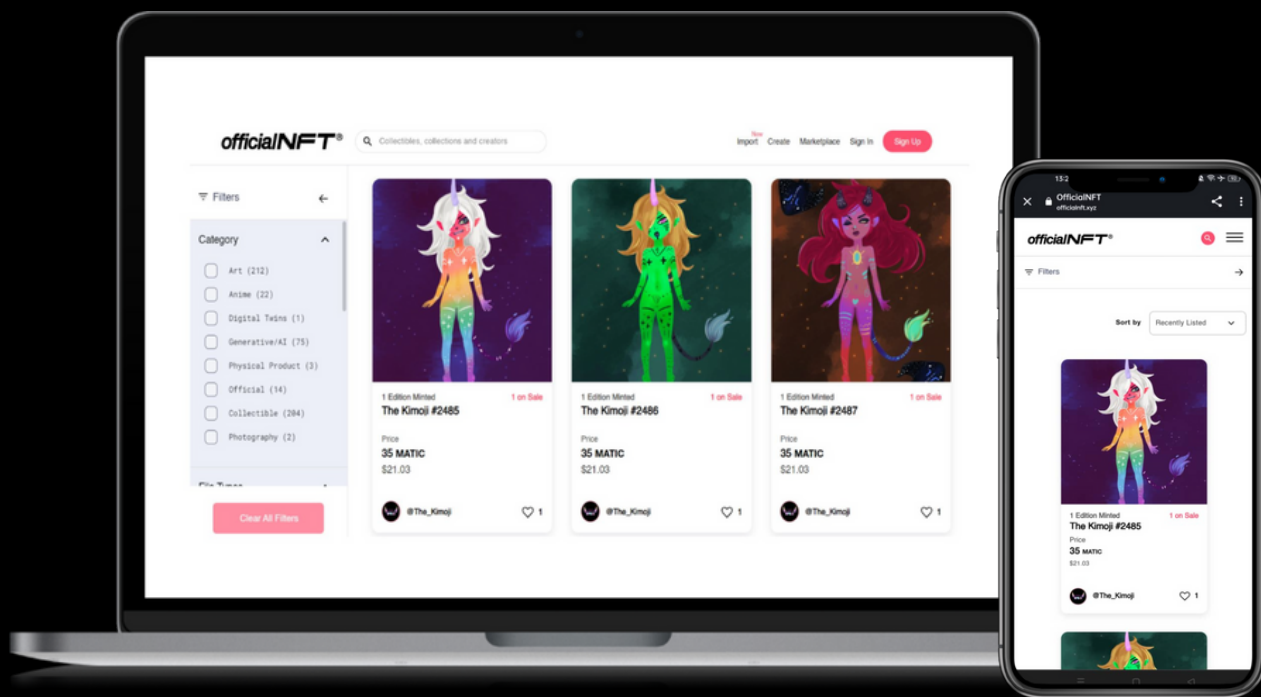 officialNFT®
Collectibles, collections and creators
New
Import Create Marketplace Sign In Sign Up
Filters
Category
Art (212)
Anime (22)
Digital Twins (1)
Generative/AI (75)
Physical Product (3)
Official (14)
Collectible (204)
Photography (2)
File Types
Clear All Filters
1 Edition Minted 1 on Sale
The Kimoji #2485
Price
35 MATIC
$21.03
@The_Kimoji 1
1 Edition Minted 1 on Sale
The Kimoji #2486
Price
35 MATIC
$21.03
@The_Kimoji 1
1 Edition Minted 1 on Sale
The Kimoji #2487
Price
35 MATIC
$21.03
@The_Kimoji 1
13:2
OfficialNFT
officialnft.xyz
officialNFT®
Filters
Sort by Recently Listed
1 Edition Minted 1 on Sale
The Kimoji #2485
Price
35 MATIC
$21.03
@The_Kimoji 1